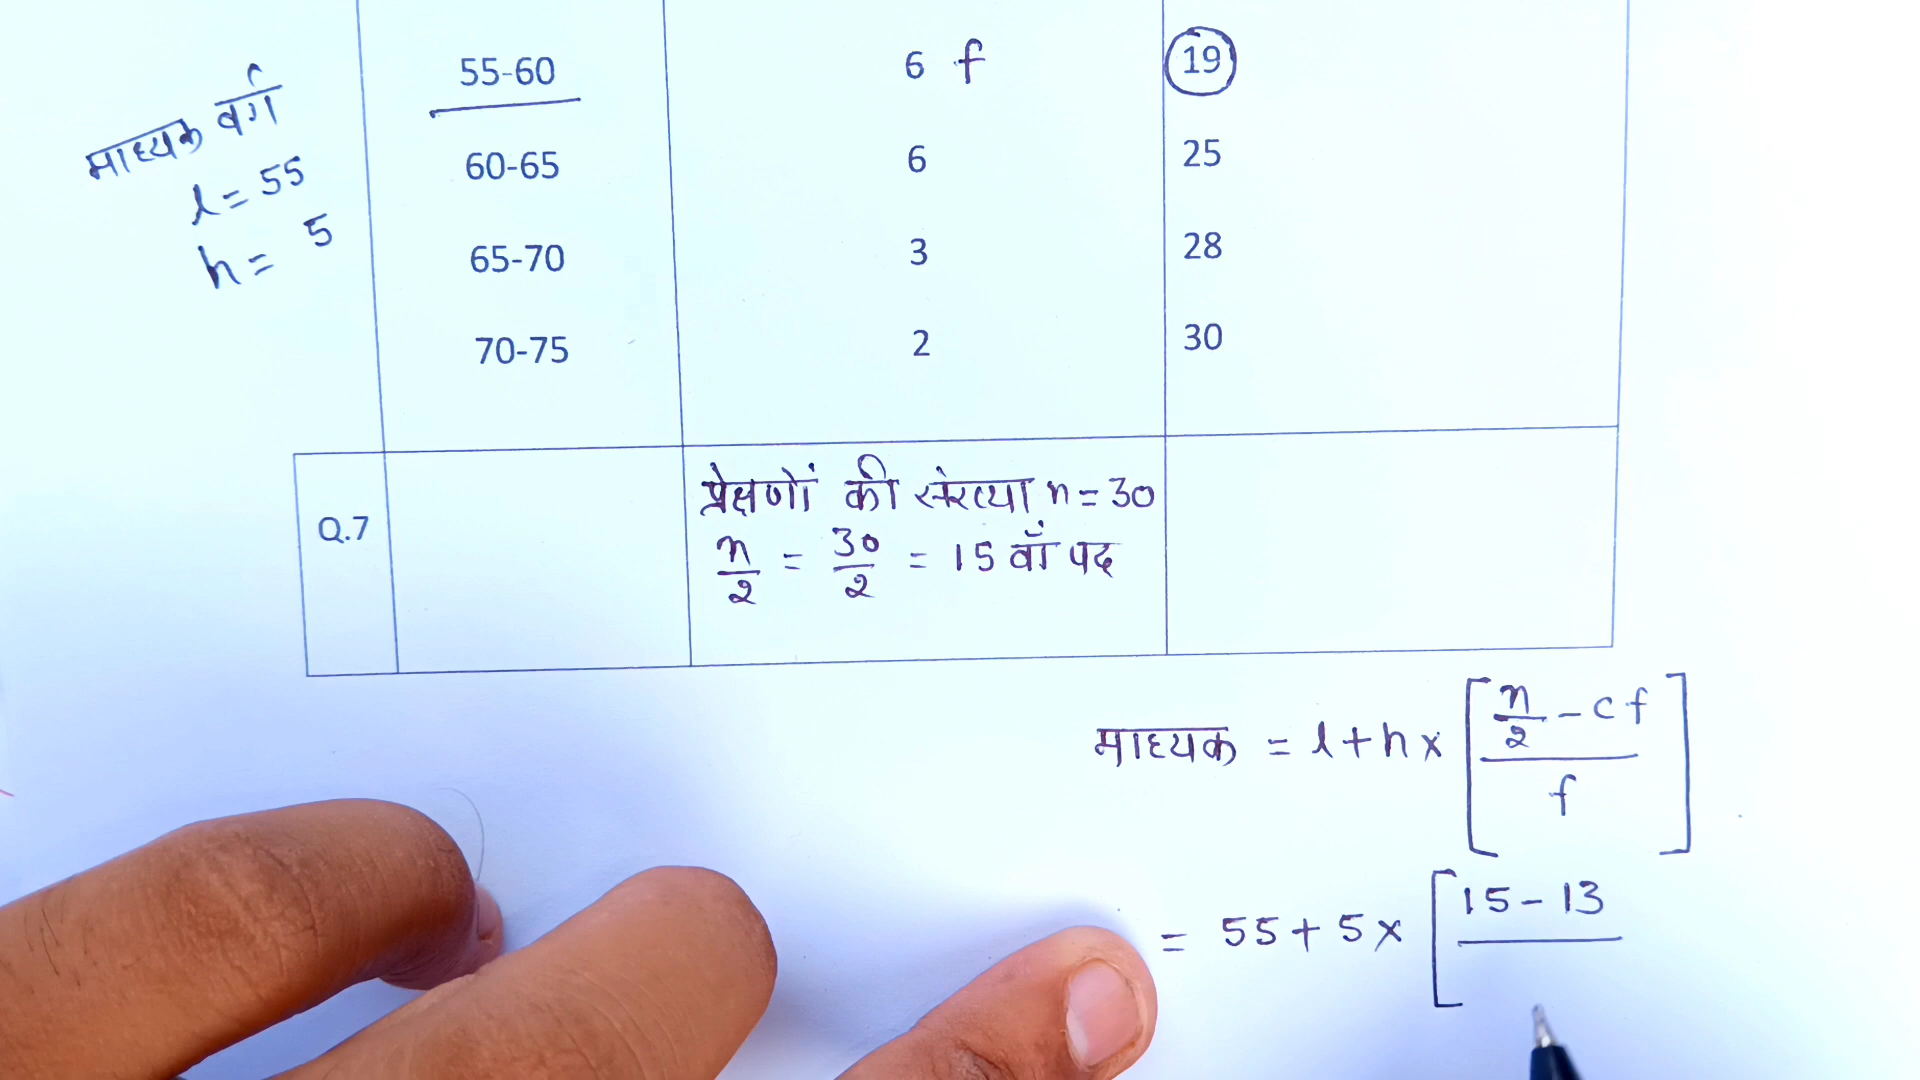 55-60 6 f 19
60-65 6 25
65-70 3 28
70-75 2 30
माध्यक वर्ग
l = 55
h = 5
Q.7
प्रेक्षणों की संख्या n = 30
n/2 = 30/2 = 15 वाँ पद
माध्यक = l + h × [ (n/2 - cf) / f ]
= 55 + 5 × [ 15 - 13